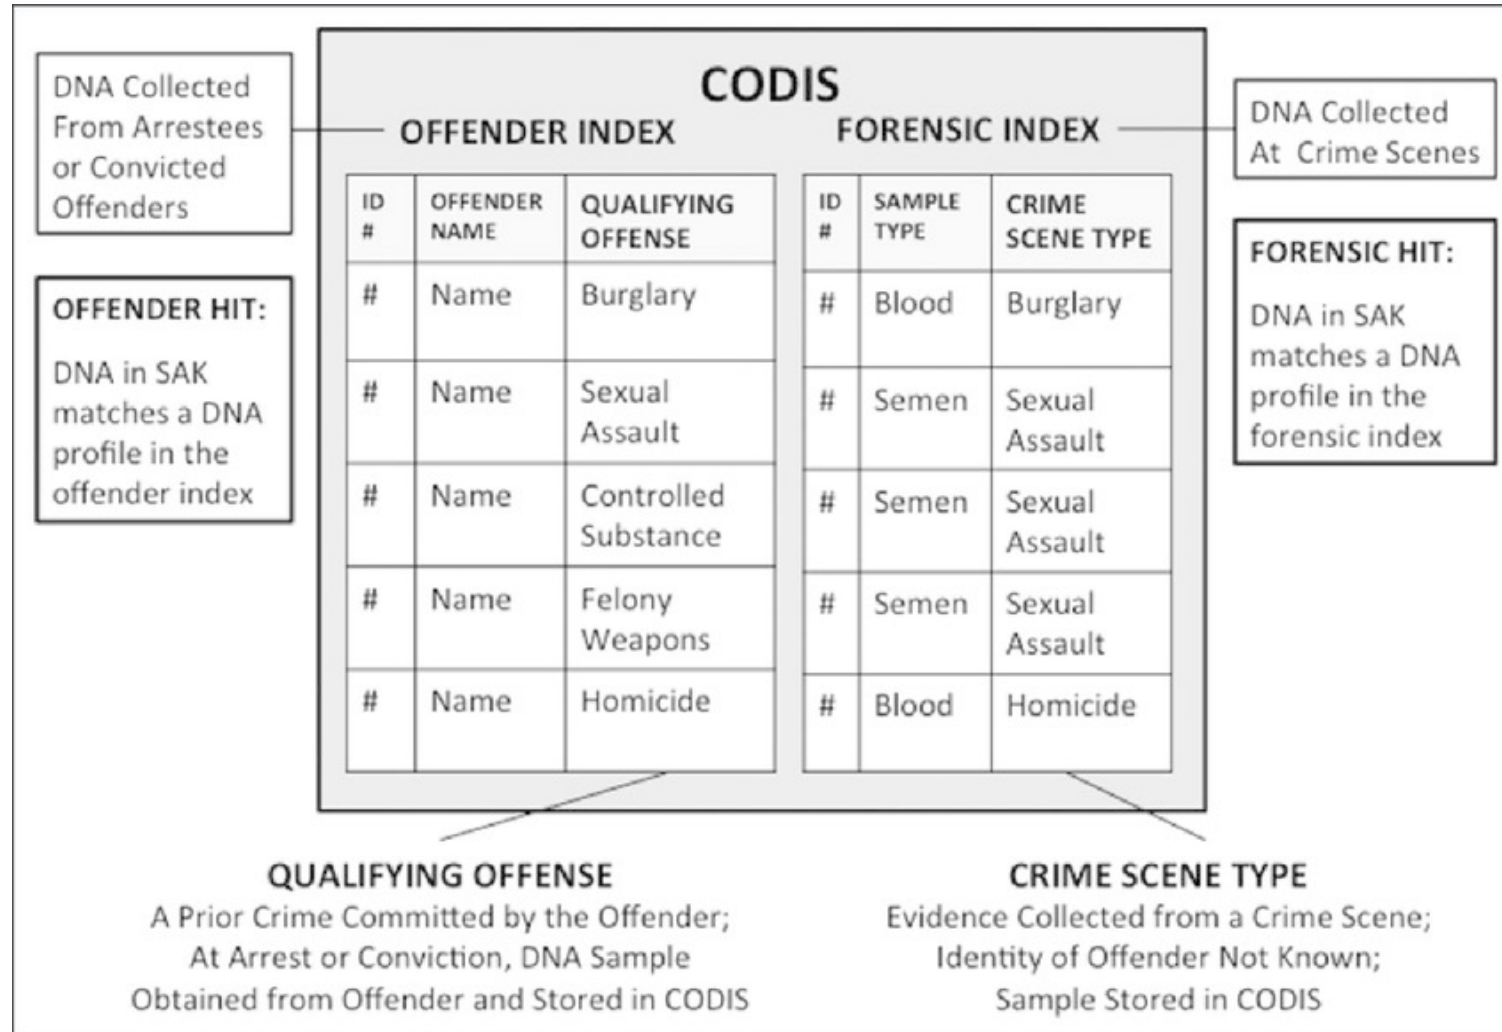 CODIS
DNA Collected
From Arrestees
or Convicted
Offenders
OFFENDER HIT:
DNA in SAK
matches a DNA
profile in the
offender index
OFFENDER INDEX
ID # OFFENDER NAME QUALIFYING OFFENSE
# Name Burglary
# Name Sexual Assault
# Name Controlled Substance
# Name Felony Weapons
# Name Homicide
FORENSIC INDEX
ID # SAMPLE TYPE CRIME SCENE TYPE
# Blood Burglary
# Semen Sexual Assault
# Semen Sexual Assault
# Semen Sexual Assault
# Blood Homicide
DNA Collected
At Crime Scenes
FORENSIC HIT:
DNA in SAK
matches a DNA
profile in the
forensic index
QUALIFYING OFFENSE
A Prior Crime Committed by the Offender;
At Arrest or Conviction, DNA Sample
Obtained from Offender and Stored in CODIS
CRIME SCENE TYPE
Evidence Collected from a Crime Scene;
Identity of Offender Not Known;
Sample Stored in CODIS